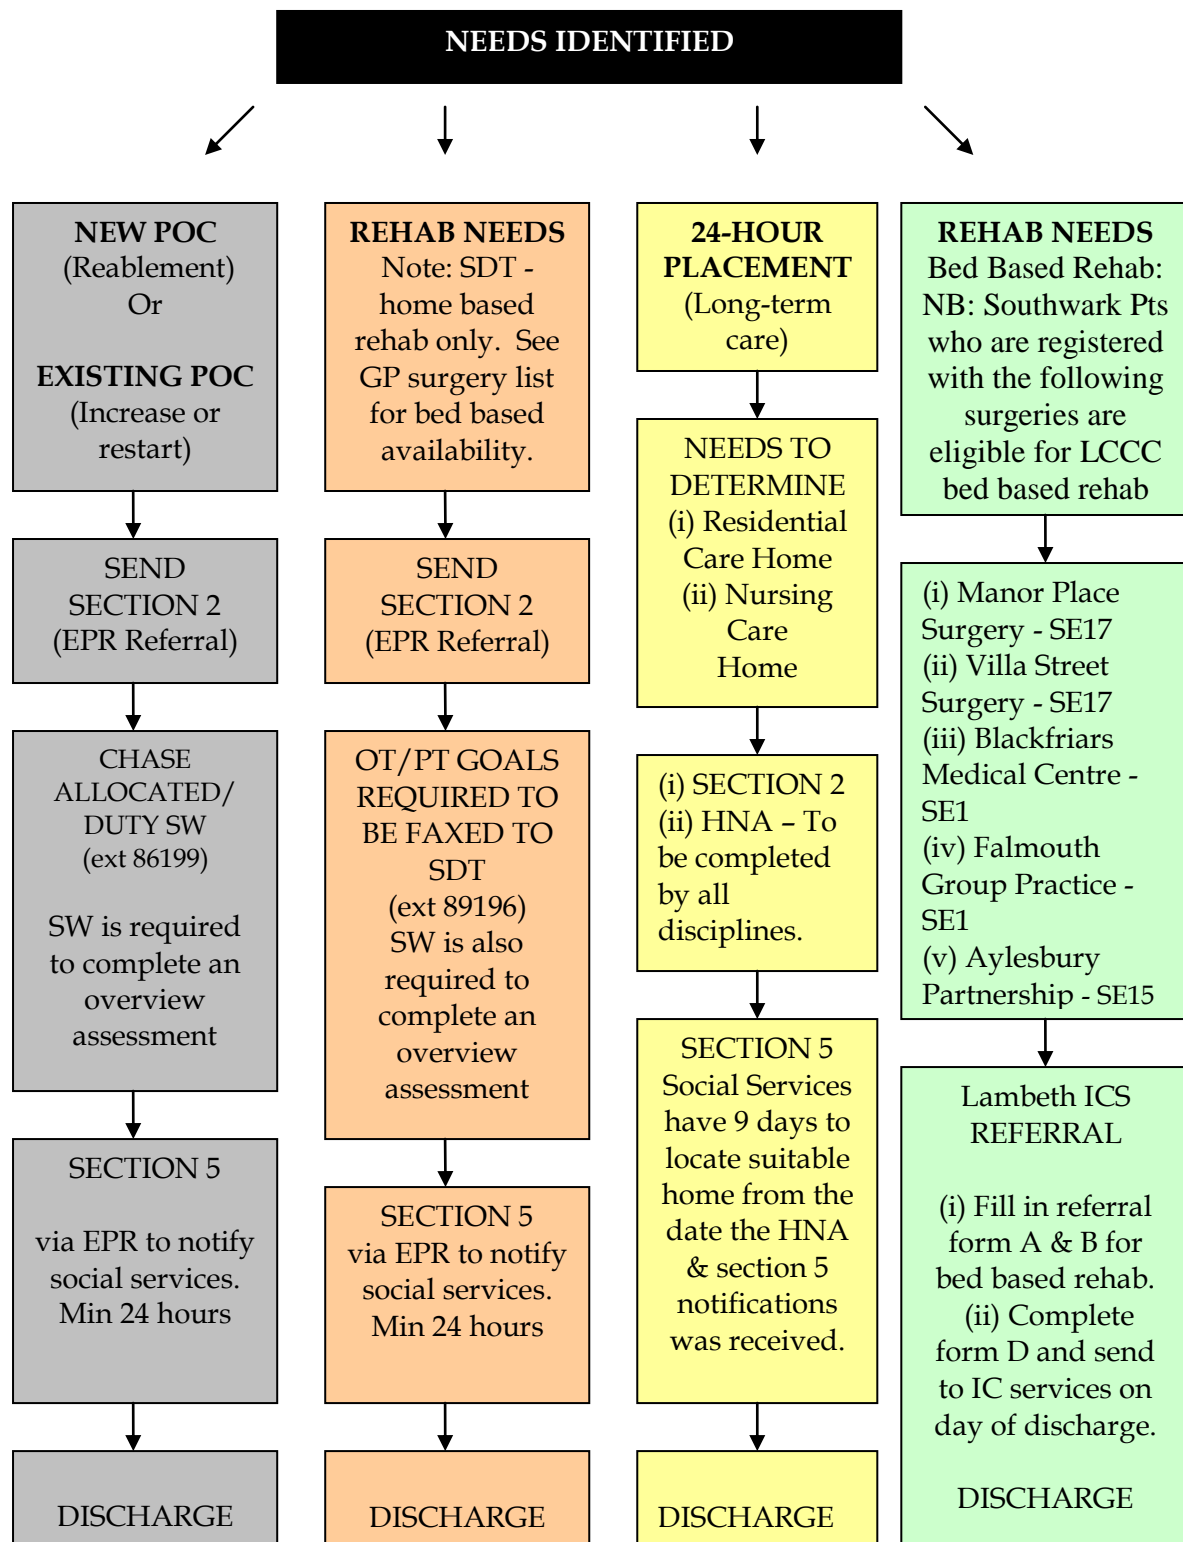 NEEDS IDENTIFIED
NEW POC
(Reablement)
Or
EXISTING POC
(Increase or
restart)
SEND
SECTION 2
(EPR Referral)
CHASE
ALLOCATED/
DUTY SW
(ext 86199)
SW is required
to complete an
overview
assessment
SECTION 5
via EPR to notify
social services.
Min 24 hours
DISCHARGE
REHAB NEEDS
Note: SDT -
home based
rehab only. See
GP surgery list
for bed based
availability.
SEND
SECTION 2
(EPR Referral)
OT/PT GOALS
REQUIRED TO
BE FAXED TO
SDT
(ext 89196)
SW is also
required to
complete an
overview
assessment
SECTION 5
via EPR to notify
social services.
Min 24 hours
DISCHARGE
24-HOUR
PLACEMENT
(Long-term
care)
NEEDS TO
DETERMINE
(i) Residential
Care Home
(ii) Nursing
Care
Home
(i) SECTION 2
(ii) HNA – To
be completed
by all
disciplines.
SECTION 5
Social Services
have 9 days to
locate suitable
home from the
date the HNA
& section 5
notifications
was received.
DISCHARGE
REHAB NEEDS
Bed Based Rehab:
NB: Southwark Pts
who are registered
with the following
surgeries are
eligible for LCCC
bed based rehab
(i) Manor Place
Surgery - SE17
(ii) Villa Street
Surgery - SE17
(iii) Blackfriars
Medical Centre -
SE1
(iv) Falmouth
Group Practice -
SE1
(v) Aylesbury
Partnership - SE15
Lambeth ICS
REFERRAL
(i) Fill in referral
form A & B for
bed based rehab.
(ii) Complete
form D and send
to IC services on
day of discharge.
DISCHARGE